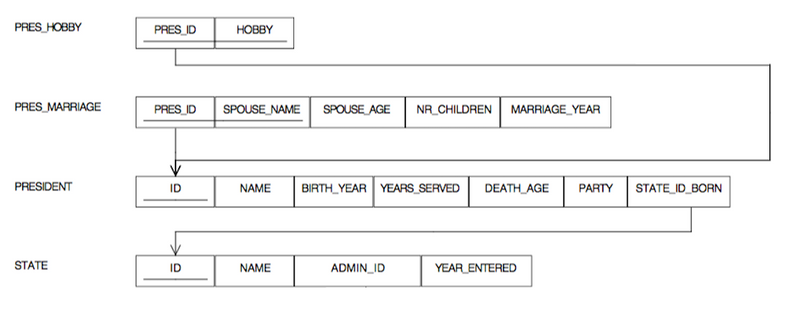 PRES_HOBBY PRES_ID HOBBY
PRES_MARRIAGE PRES_ID SPOUSE_NAME SPOUSE_AGE NR_CHILDREN MARRIAGE_YEAR
PRESIDENT ID NAME BIRTH_YEAR YEARS_SERVED DEATH_AGE PARTY STATE_ID_BORN
STATE ID NAME ADMIN_ID YEAR_ENTERED